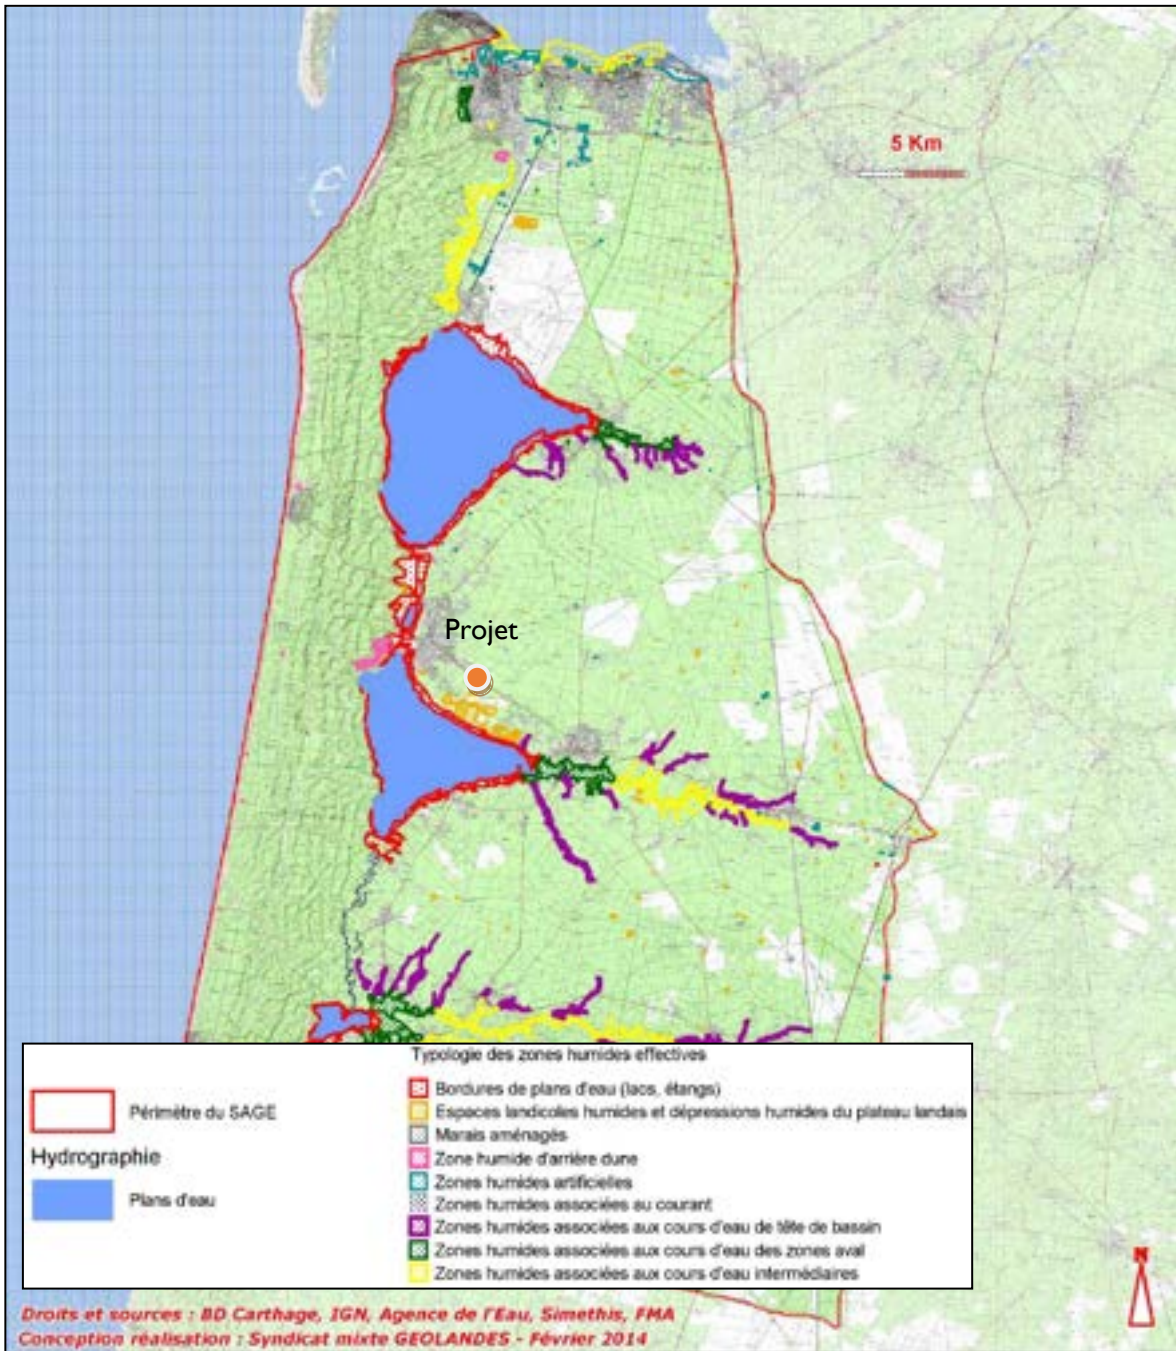 5 Km
Projet
Typologie des zones humides effectives
Périmètre du SAGE
Hydrographie
Plans d'eau
Bordures de plans d'eau (lacs, étangs)
Espaces landicoles humides et dépressions humides du plateau landais
Marais aménagés
Zone humide d'arrière dune
Zones humides artificielles
Zones humides associées au courant
Zones humides associées aux cours d'eau de tête de bassin
Zones humides associées aux cours d'eau des zones aval
Zones humides associées aux cours d'eau intermédiaires
N
Droits et sources : BD Carthage, IGN, Agence de l'Eau, Simethis, FMA
Conception réalisation : Syndicat mixte GEOLANDES - Février 2014